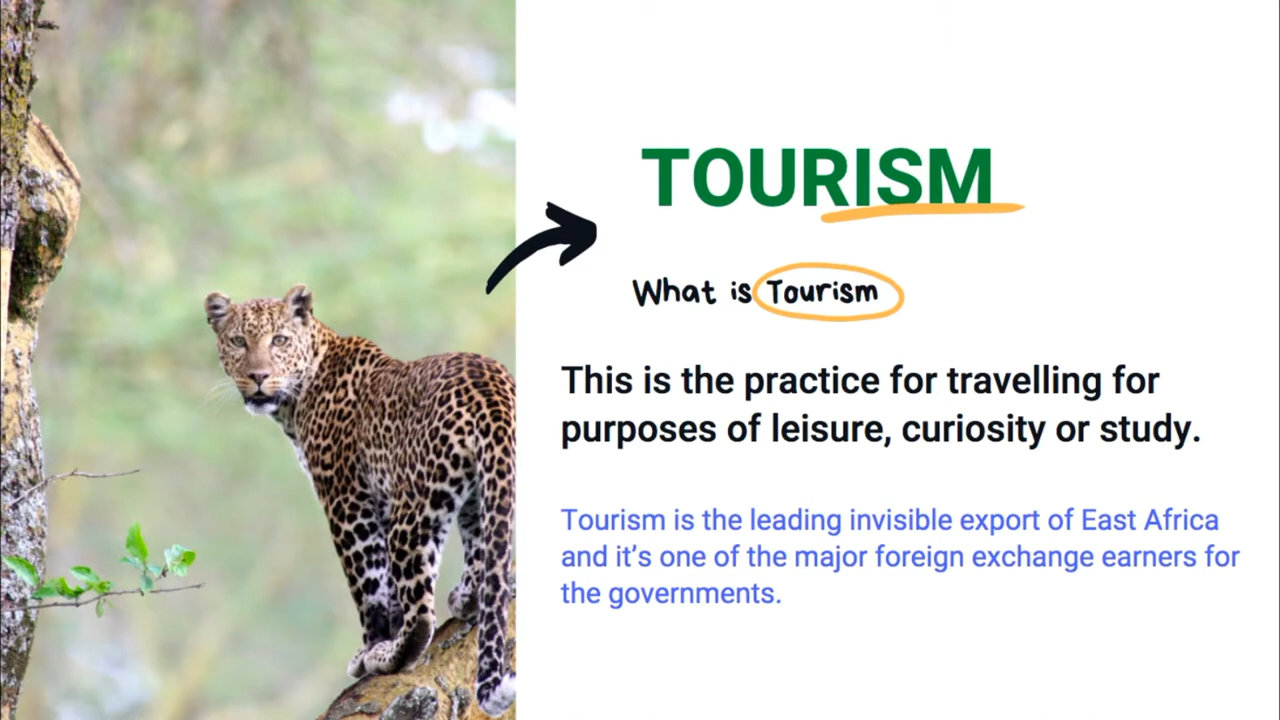 TOURISM
What is Tourism
This is the practice for travelling for
purposes of leisure, curiosity or study.
Tourism is the leading invisible export of East Africa
and it’s one of the major foreign exchange earners for
the governments.